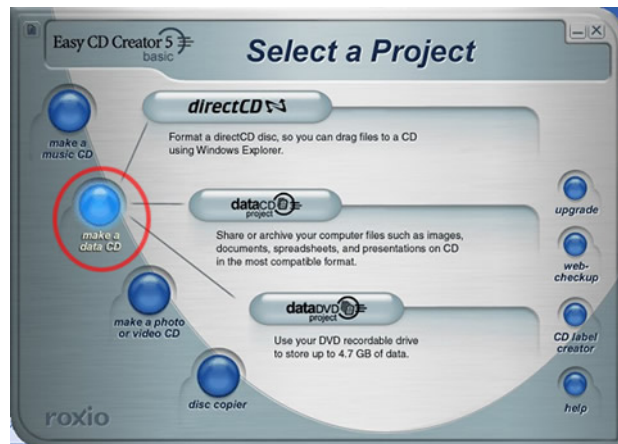 Easy CD Creator 5
basic
Select a Project
make a
music CD
directCD
Format a directCD disc, so you can drag files to a CD
using Windows Explorer.
make a
data CD
dataCD
project
Share or archive your computer files such as images,
documents, spreadsheets, and presentations on CD
in the most compatible format.
make a photo
or video CD
dataDVD
project
Use your DVD recordable drive
to store up to 4.7 GB of data.
disc copier
upgrade
web-
checkup
CD label
creator
help
roxio